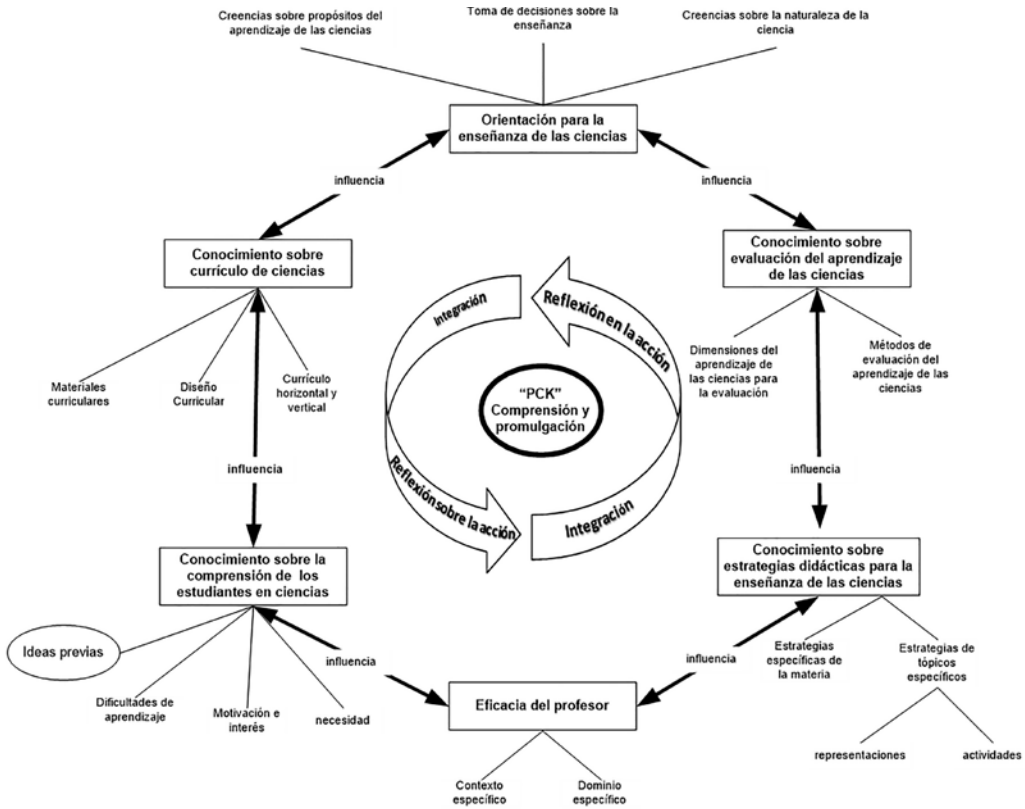 Creencias sobre propósitos del
aprendizaje de las ciencias
Toma de decisiones sobre la
enseñanza
Creencias sobre la naturaleza de la
ciencia
Orientación para la
enseñanza de las ciencias
influencia
influencia
Conocimiento sobre
currículo de ciencias
Conocimiento sobre
evaluación del aprendizaje
de las ciencias
Integración
Reflexión en la acción
Materiales
curriculares
Diseño
Curricular
Currículo
horizontal y
vertical
Dimensiones del
aprendizaje de
las ciencias para
la evaluación
Métodos de
evaluación del
aprendizaje de las
ciencias
“PCK”
Comprensión y
promulgación
influencia
influencia
Reflexión sobre la acción
Integración
Conocimiento sobre la
comprensión de los
estudiantes en ciencias
Conocimiento sobre
estrategias didácticas para la
enseñanza de las ciencias
Ideas previas
Dificultades de
aprendizaje
Motivación e
interés
necesidad
influencia
influencia
Estrategias
específicas de
la materia
Estrategias de
tópicos
específicos
Eficacia del profesor
representaciones
actividades
Contexto
específico
Dominio
específico